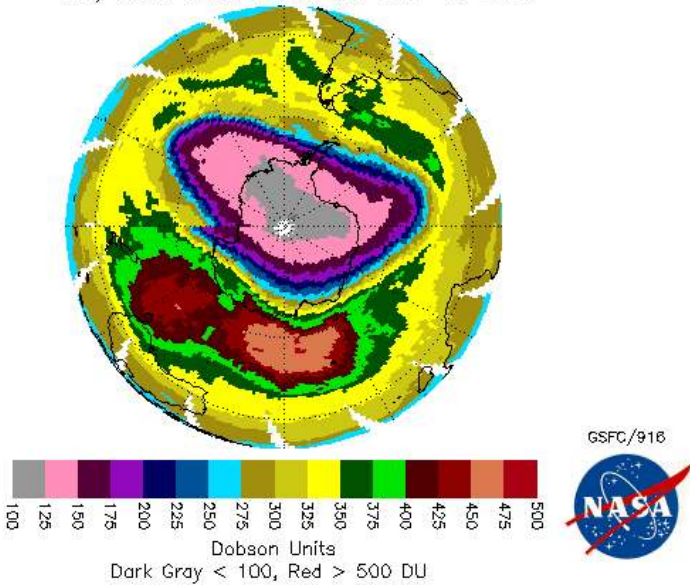 GSFC/916
NASA
100 125 150 175 200 225 250 275 300 325 350 375 400 425 450 475 500
Dobson Units
Dark Gray < 100, Red > 500 DU